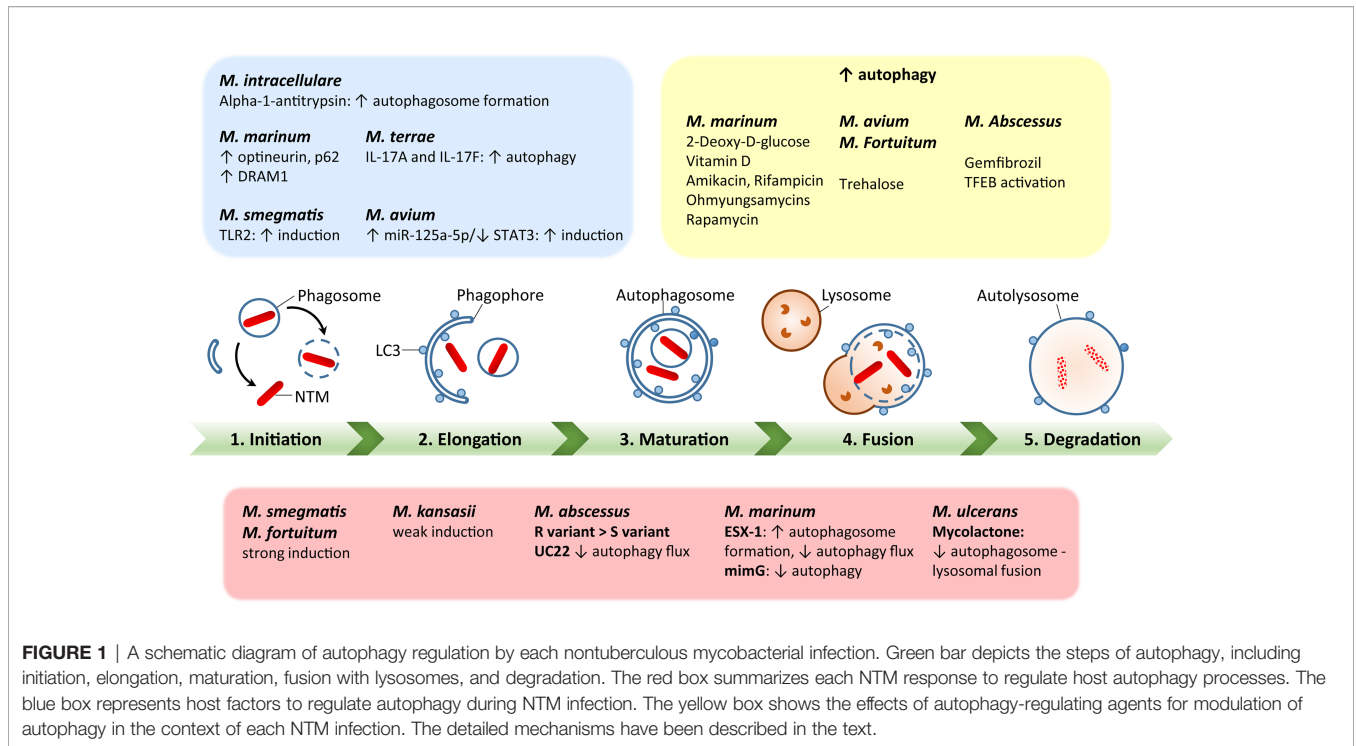 M. intracellulare
Alpha-1-antitrypsin: ↑ autophagosome formation
M. marinum
↑ optineurin, p62
↑ DRAM1
M. terrae
IL-17A and IL-17F: ↑ autophagy
M. smegmatis
TLR2: ↑ induction
M. avium
↑ miR-125a-5p/↓ STAT3: ↑ induction
↑ autophagy
M. marinum
2-Deoxy-D-glucose
Vitamin D
Amikacin, Rifampicin
Ohmyungsamycins
Rapamycin
M. avium
M. Fortuitum
Trehalose
M. Abscessus
Gemfibrozil
TFEB activation
Phagosome
NTM
Phagophore
LC3
Autophagosome
Lysosome
Autolysosome
1. Initiation
2. Elongation
3. Maturation
4. Fusion
5. Degradation
M. smegmatis
M. fortuitum
strong induction
M. kansasii
weak induction
M. abscessus
R variant > S variant
UC22 ↓ autophagy flux
M. marinum
ESX-1: ↑ autophagosome
formation, ↓ autophagy flux
mimG: ↓ autophagy
M. ulcerans
Mycolactone:
↓ autophagosome -
lysosomal fusion
FIGURE 1 | A schematic diagram of autophagy regulation by each nontuberculous mycobacterial infection. Green bar depicts the steps of autophagy, including
initiation, elongation, maturation, fusion with lysosomes, and degradation. The red box summarizes each NTM response to regulate host autophagy processes. The
blue box represents host factors to regulate autophagy during NTM infection. The yellow box shows the effects of autophagy-regulating agents for modulation of
autophagy in the context of each NTM infection. The detailed mechanisms have been described in the text.